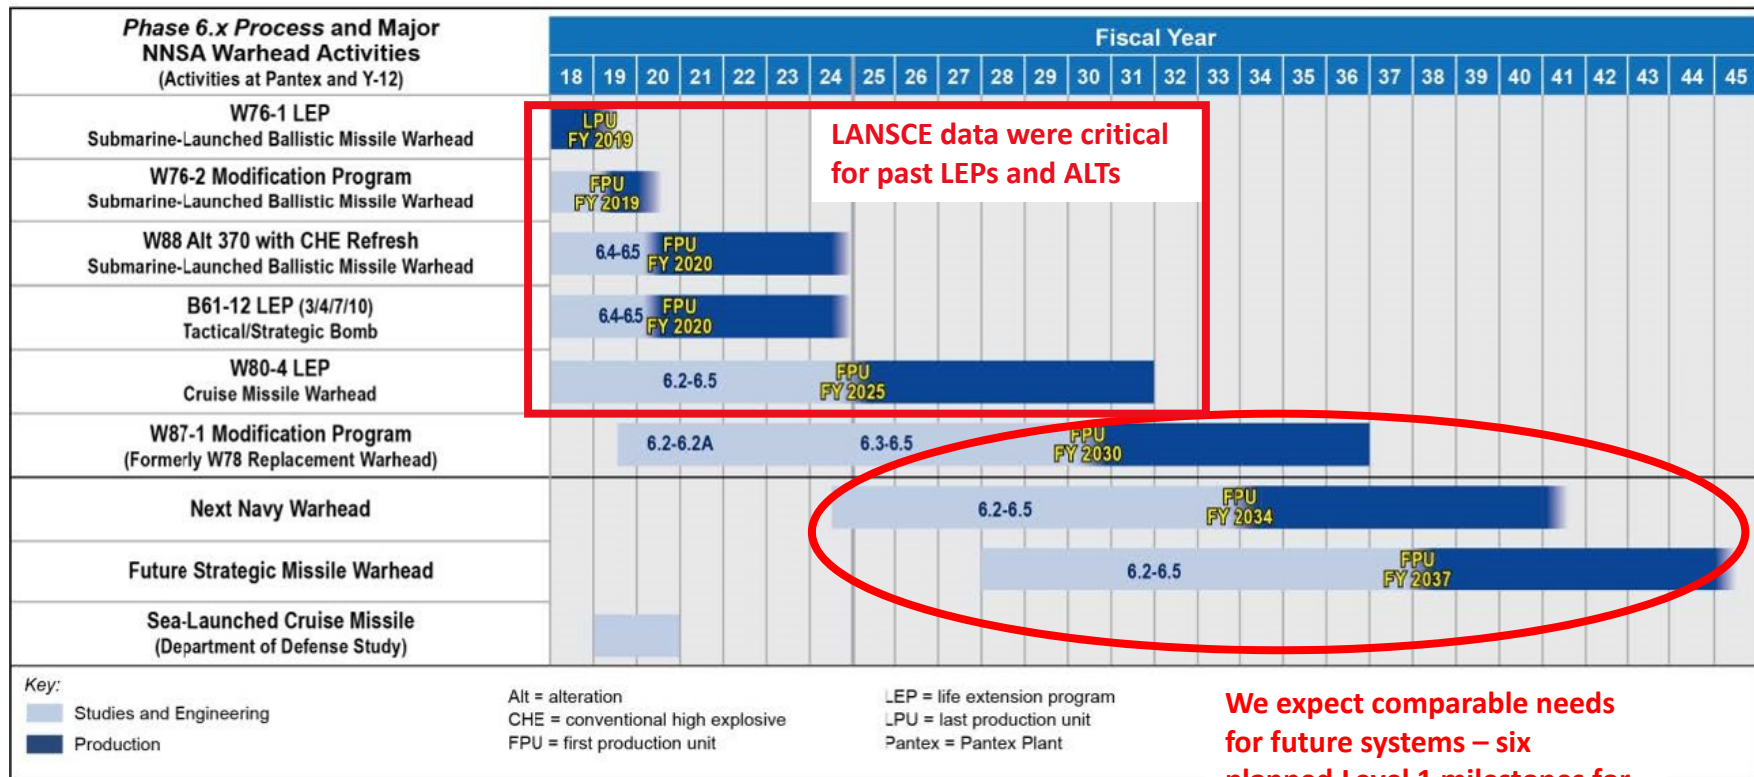 Phase 6.x Process and Major
NNSA Warhead Activities
(Activities at Pantex and Y-12)
Fiscal Year
18 19 20 21 22 23 24 25 26 27 28 29 30 31 32 33 34 35 36 37 38 39 40 41 42 43 44 45
W76-1 LEP
Submarine-Launched Ballistic Missile Warhead
LPU
FY 2019
LANSCE data were critical
for past LEPs and ALTs
W76-2 Modification Program
Submarine-Launched Ballistic Missile Warhead
FPU
FY 2019
W88 Alt 370 with CHE Refresh
Submarine-Launched Ballistic Missile Warhead
6.4-6.5
FPU
FY 2020
B61-12 LEP (3/4/7/10)
Tactical/Strategic Bomb
6.4-6.5
FPU
FY 2020
W80-4 LEP
Cruise Missile Warhead
6.2-6.5
FPU
FY 2025
W87-1 Modification Program
(Formerly W78 Replacement Warhead)
6.2-6.2A
6.3-6.5
FPU
FY 2030
Next Navy Warhead
6.2-6.5
FPU
FY 2034
Future Strategic Missile Warhead
6.2-6.5
FPU
FY 2037
Sea-Launched Cruise Missile
(Department of Defense Study)
Key:
Studies and Engineering
Production
Alt = alteration
CHE = conventional high explosive
FPU = first production unit
LEP = life extension program
LPU = last production unit
Pantex = Pantex Plant
We expect comparable needs
for future systems – six
planned Level 1 milestones for